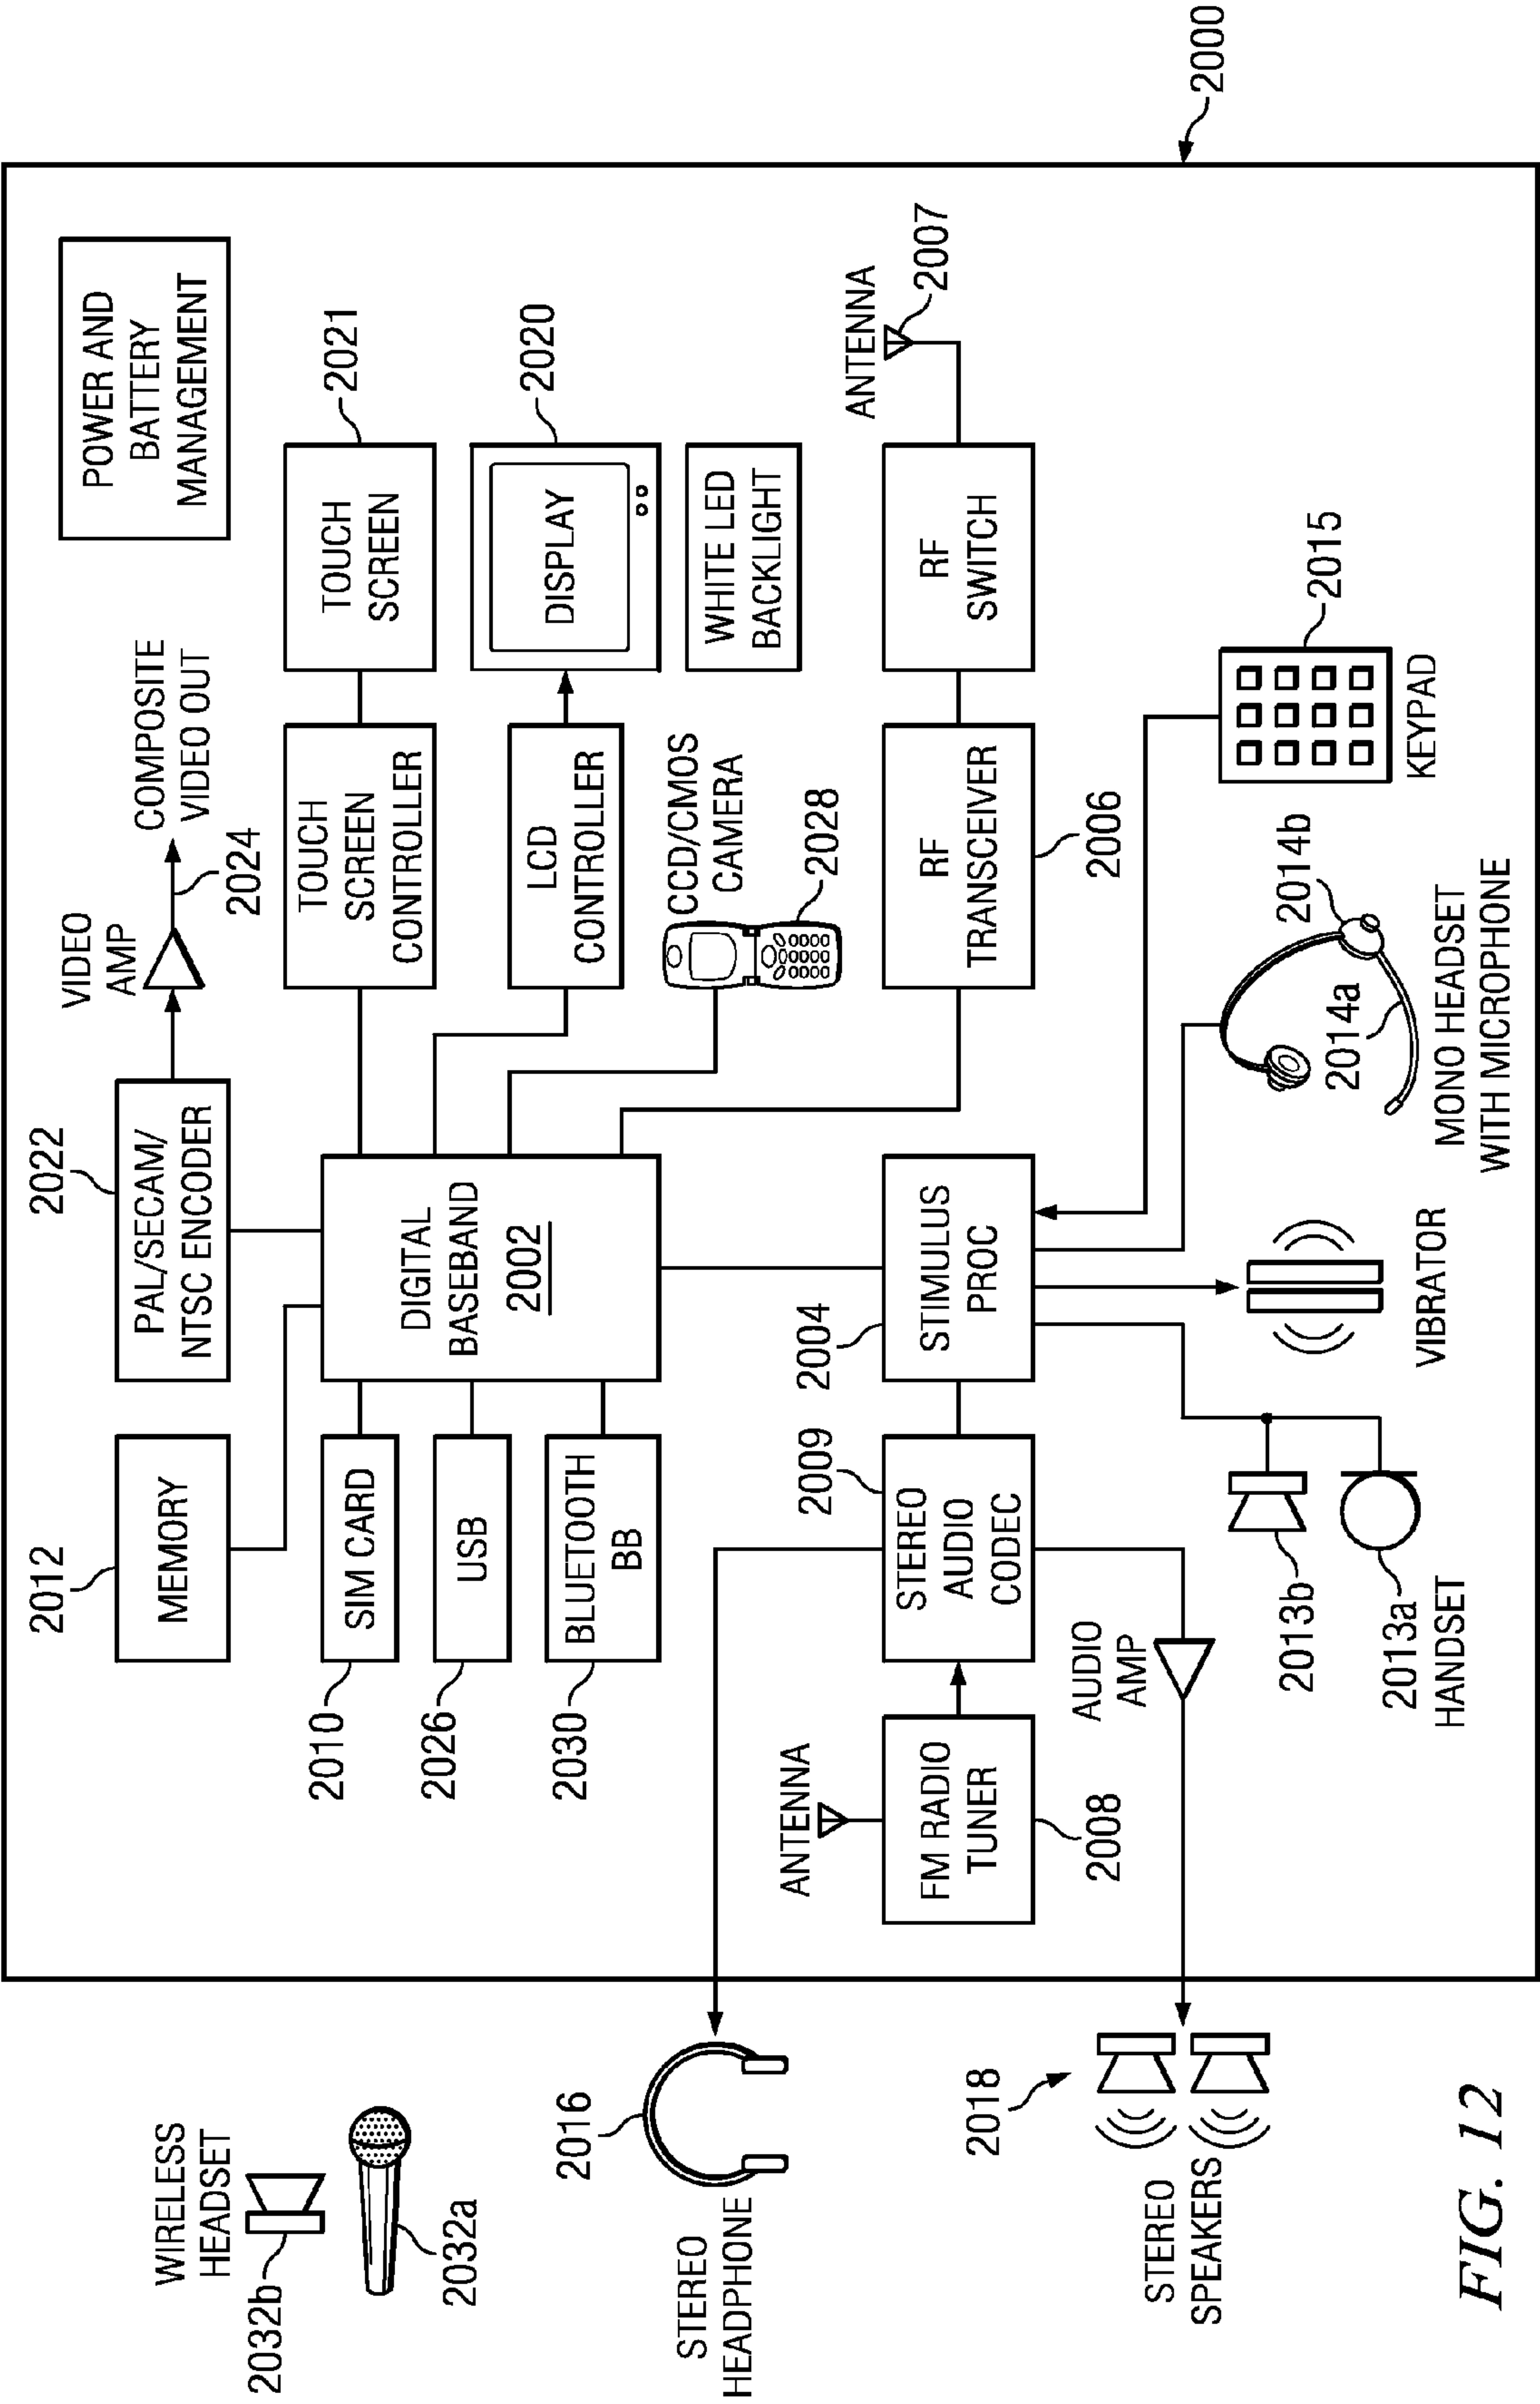 2000
POWER AND
BATTERY
MANAGEMENT
COMPOSITE
VIDEO OUT
VIDEO
AMP
2024
2022
PAL/SECAM/
NTSC ENCODER
2012
MEMORY
WIRELESS
HEADSET
2032b
2032a
2010
SIM CARD
2026
USB
2030
BLUETOOTH
BB
DIGITAL
BASEBAND
2002
TOUCH
SCREEN
CONTROLLER
TOUCH
SCREEN
2021
LCD
CONTROLLER
DISPLAY
2020
CCD/CMOS
CAMERA
2028
WHITE LED
BACKLIGHT
2016
STEREO
HEADPHONE
ANTENNA
FM RADIO
TUNER
2008
2009
STEREO
AUDIO
CODEC
2004
STIMULUS
PROC
RF
TRANSCEIVER
2006
RF
SWITCH
ANTENNA
2007
AUDIO
AMP
2018
STEREO
SPEAKERS
2013b
2013a
HANDSET
VIBRATOR
2014a
2014b
MONO HEADSET
WITH MICROPHONE
2015
KEYPAD
FIG. 12